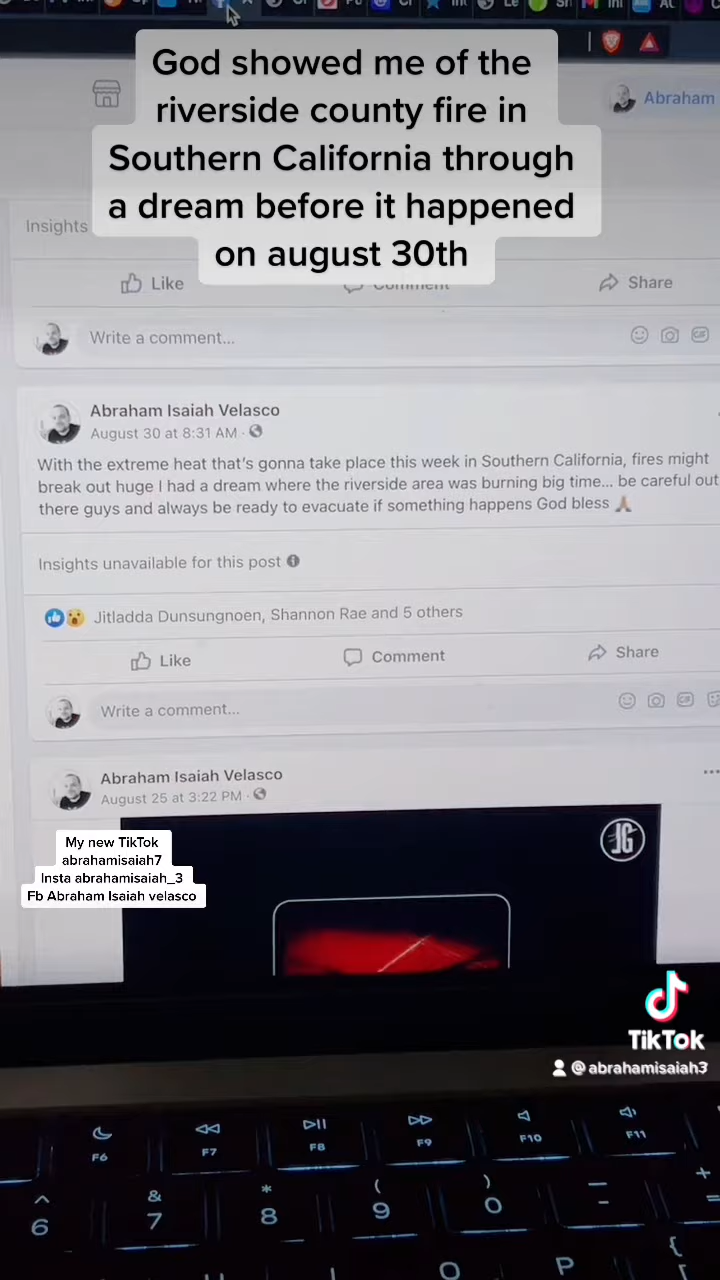 God showed me of the
riverside county fire in
Southern California through
a dream before it happened
on august 30th
Abraham
Insights
Like
Comment
Share
Write a comment...
Abraham Isaiah Velasco
August 30 at 8:31 AM ·
With the extreme heat that's gonna take place this week in Southern California, fires might
break out huge I had a dream where the riverside area was burning big time... be careful out
there guys and always be ready to evacuate if something happens God bless 🙏🏼
Insights unavailable for this post
Jitladda Dunsungnoen, Shannon Rae and 5 others
Like
Comment
Share
Write a comment...
Abraham Isaiah Velasco
August 25 at 3:22 PM ·
JG
My new TikTok
abrahamisaiah7
Insta abrahamisaiah_3
Fb Abraham Isaiah velasco
TikTok
@abrahamisaiah3
F6
F7
F8
F9
F10
F11
^ & * ( ) — +
6 7 8 9 0 - =
O P {